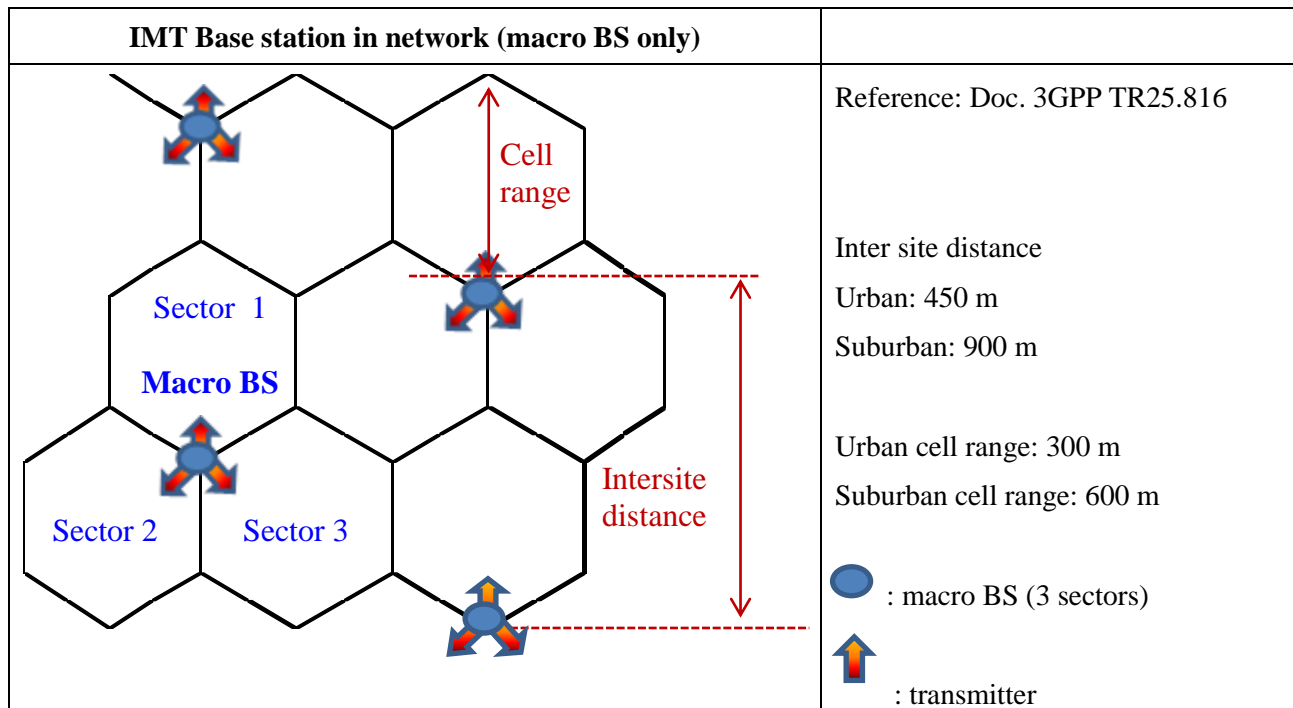 IMT Base station in network (macro BS only)
Cell
range
Sector 1
Macro BS
Intersite
distance
Sector 2
Sector 3
Reference: Doc. 3GPP TR25.816
Inter site distance
Urban: 450 m
Suburban: 900 m
Urban cell range: 300 m
Suburban cell range: 600 m
: macro BS (3 sectors)
: transmitter